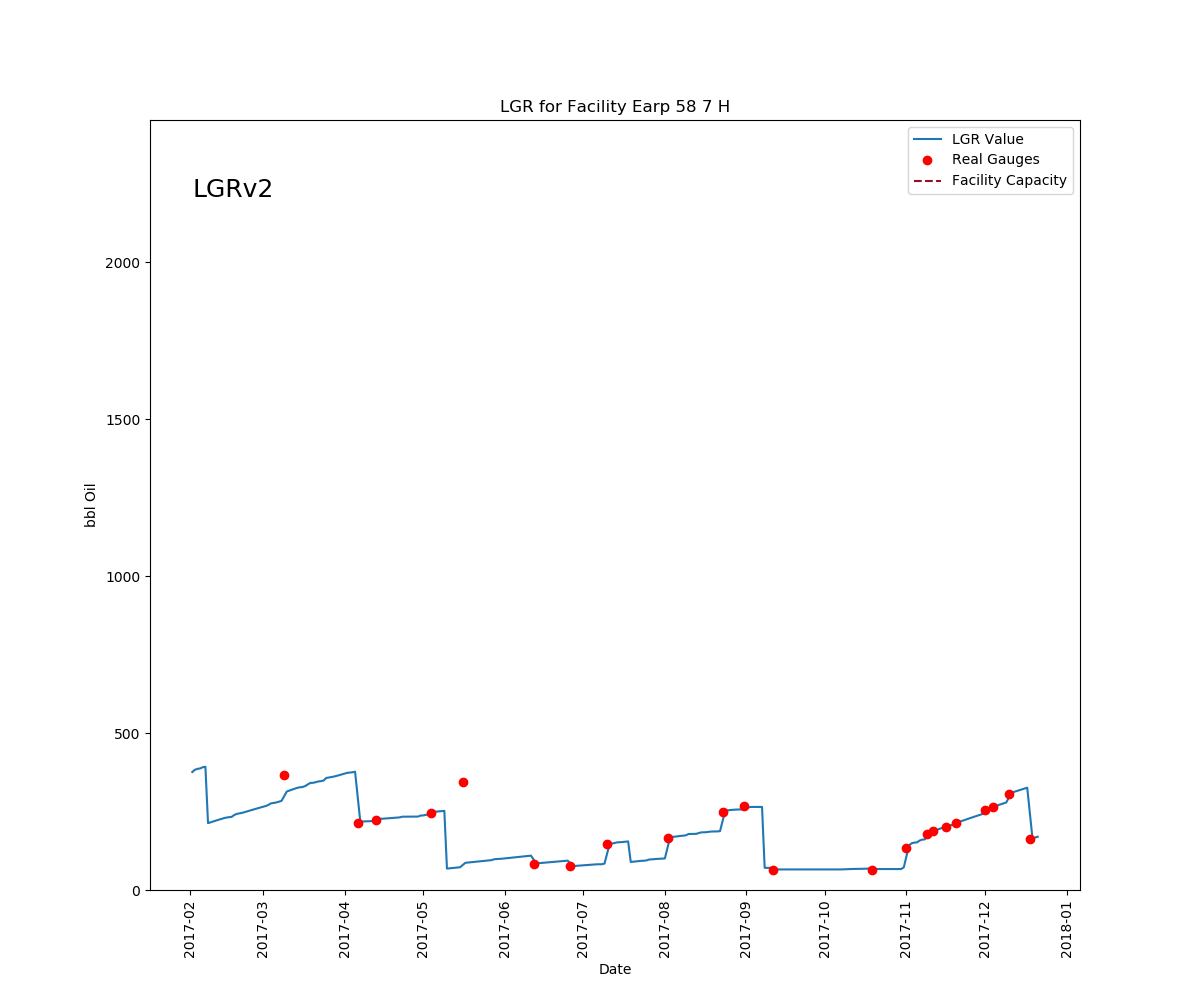 LGR for Facility Earp 58 7 H
LGRv2
LGR Value
Real Gauges
Facility Capacity
bbl Oil
2000
1500
1000
500
0
2017-02
2017-03
2017-04
2017-05
2017-06
2017-07
2017-08
2017-09
2017-10
2017-11
2017-12
2018-01
Date